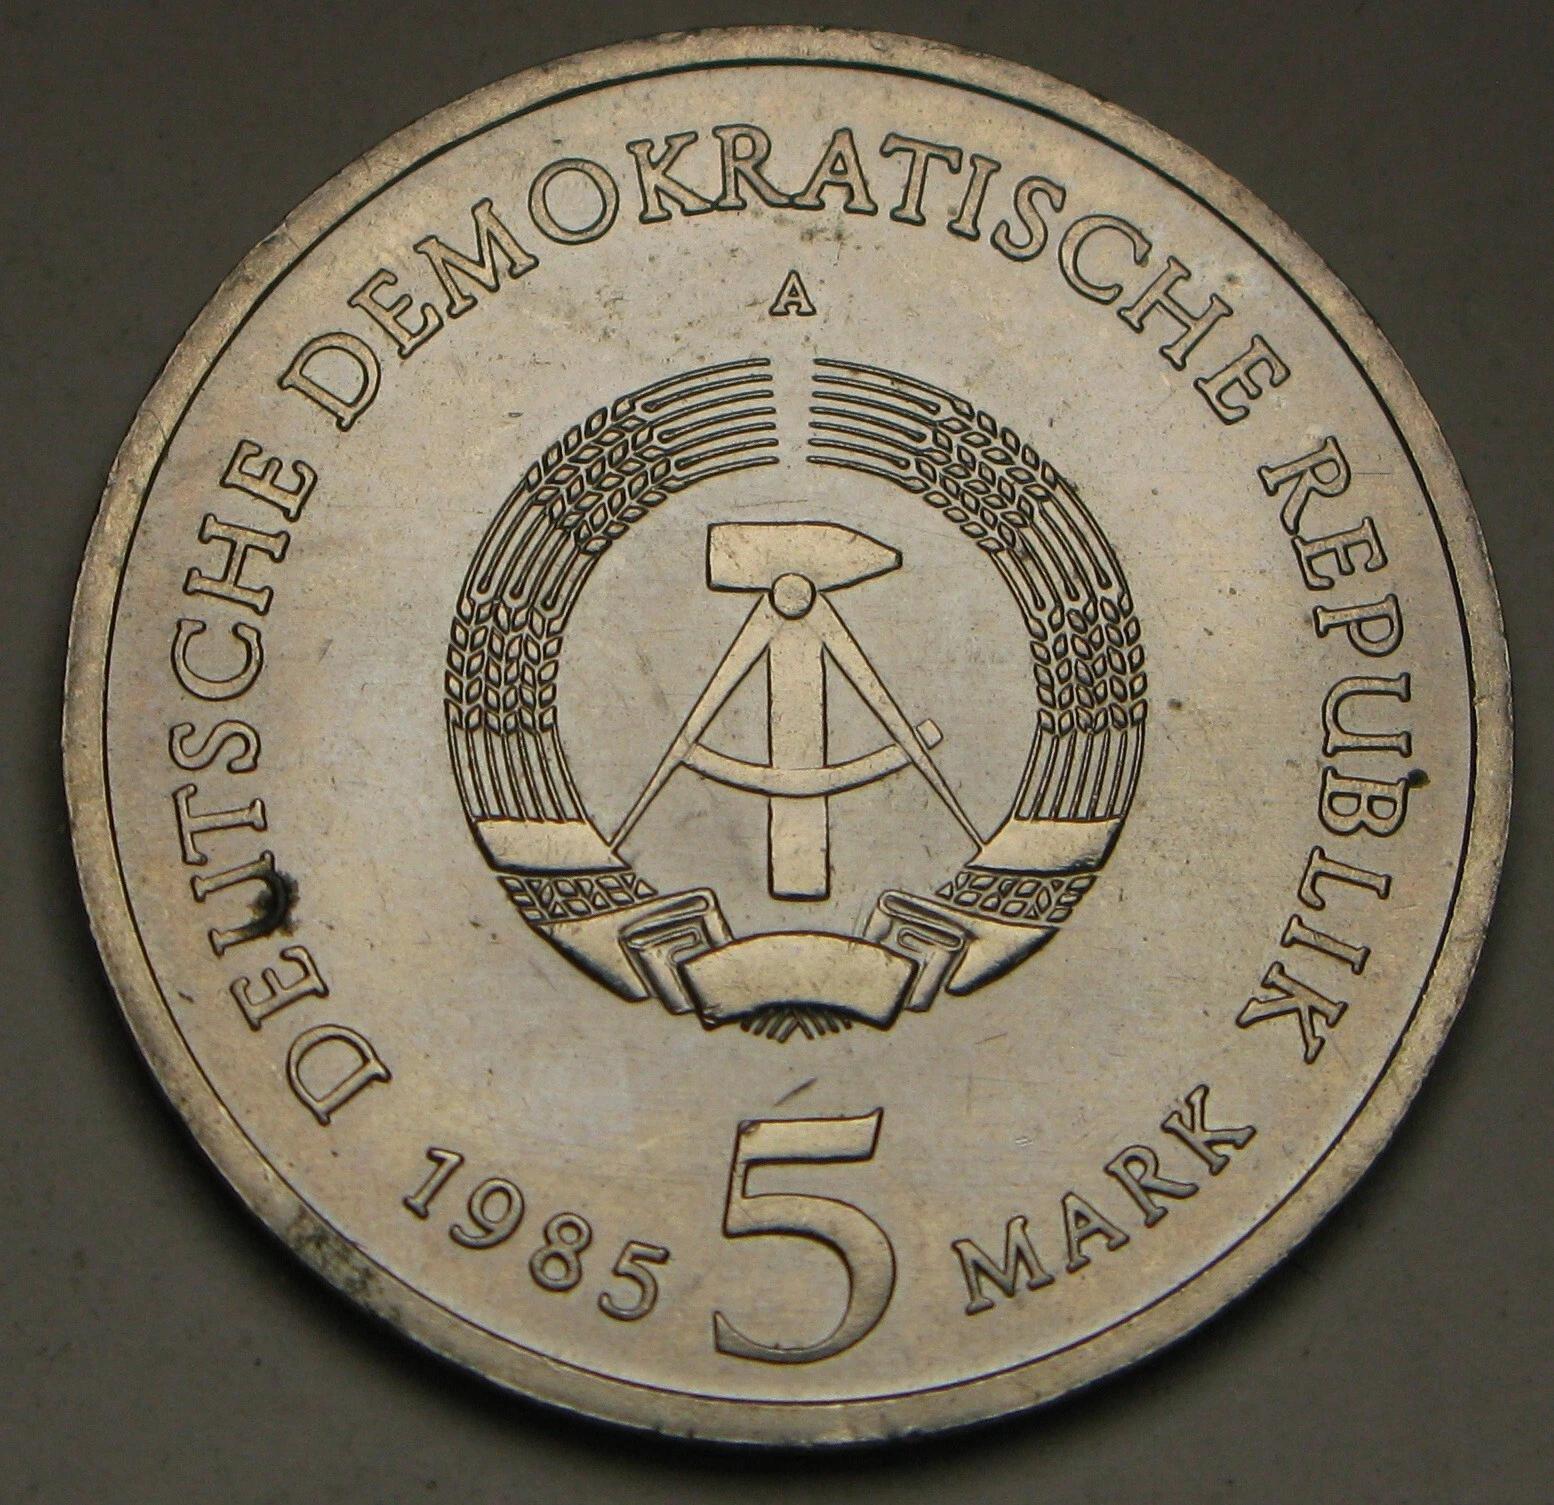 DEUTSCHE DEMOKRATISCHE REPUBLIK
A
1985 5 MARK